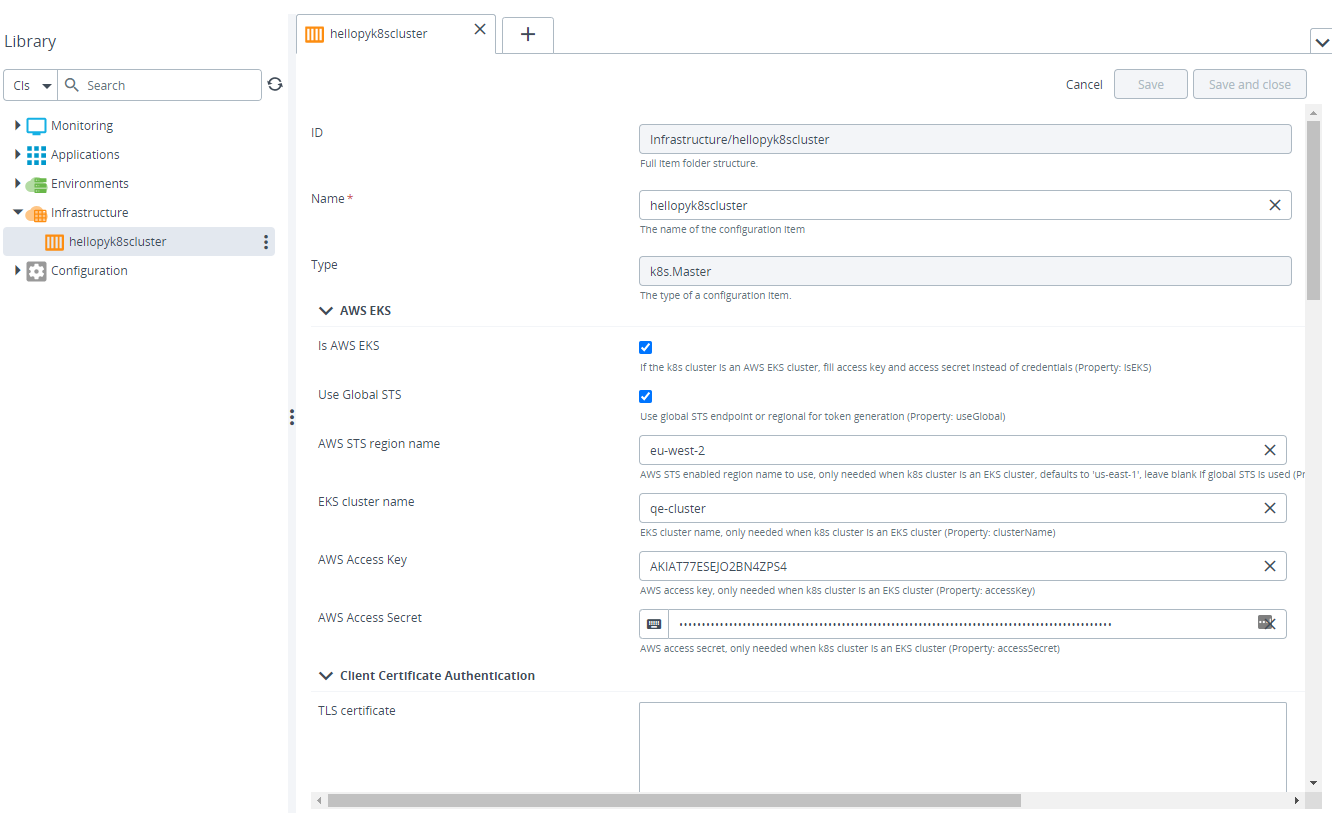 Library
CIs
Search
Monitoring
Applications
Environments
Infrastructure
hellopyk8scluster
Configuration
hellopyk8scluster
Cancel
Save
Save and close
ID
Infrastructure/hellopyk8scluster
Full item folder structure.
Name *
hellopyk8scluster
The name of the configuration item
Type
k8s.Master
The type of a configuration item.
AWS EKS
Is AWS EKS
If the k8s cluster is an AWS EKS cluster, fill access key and access secret instead of credentials (Property: isEKS)
Use Global STS
Use global STS endpoint or regional for token generation (Property: useGlobal)
AWS STS region name
eu-west-2
AWS STS enabled region name to use, only needed when k8s cluster is an EKS cluster, defaults to 'us-east-1', leave blank if global STS is used (Pr
EKS cluster name
qe-cluster
EKS cluster name, only needed when k8s cluster is an EKS cluster (Property: clusterName)
AWS Access Key
AKIAT77ESEJO2BN4ZPS4
AWS access key, only needed when k8s cluster is an EKS cluster (Property: accessKey)
AWS Access Secret
AWS access secret, only needed when k8s cluster is an EKS cluster (Property: accessSecret)
Client Certificate Authentication
TLS certificate